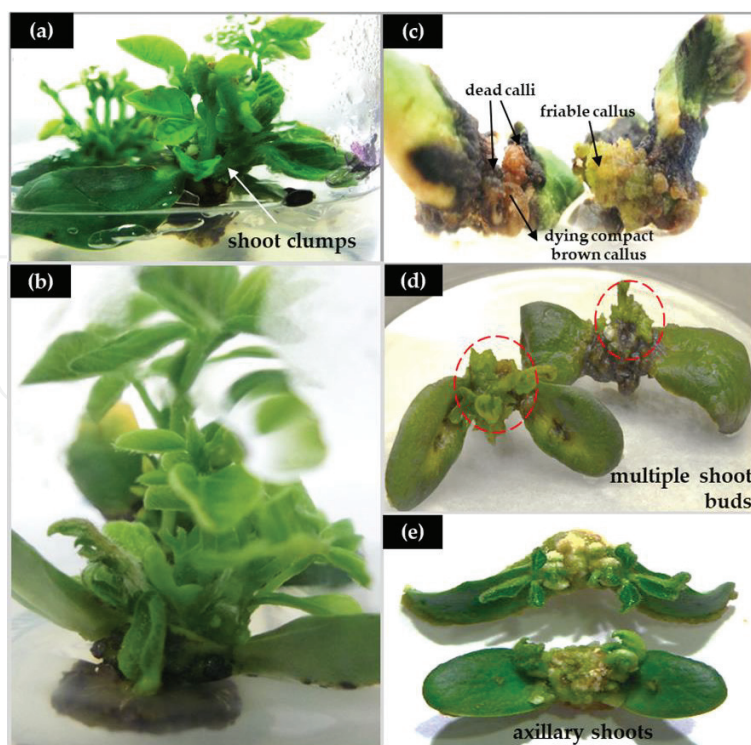 (a)
shoot clumps
(b)
(c)
dead calli
friable callus
dying compact
brown callus
(d)
multiple shoot
buds
(e)
axillary shoots